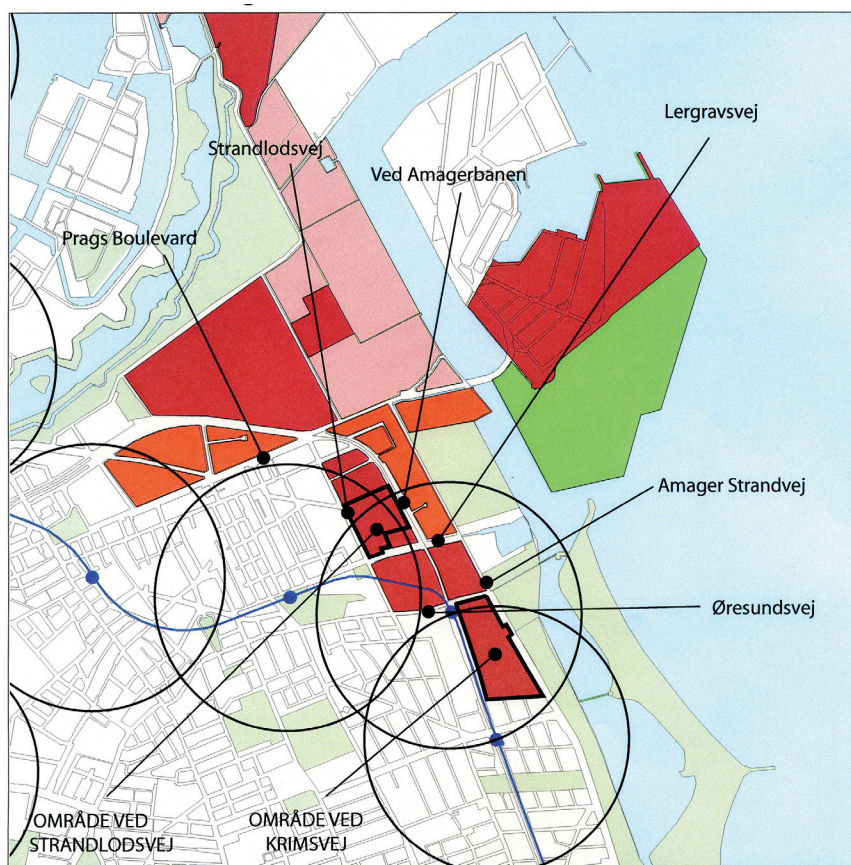 Lergravsvej
Strandlodsvej
Ved Amagerbanen
Prags Boulevard
Amager Strandvej
Øresundsvej
OMRÅDE VED
STRANDLODSVEJ
OMRÅDE VED
KRIMSVEJ